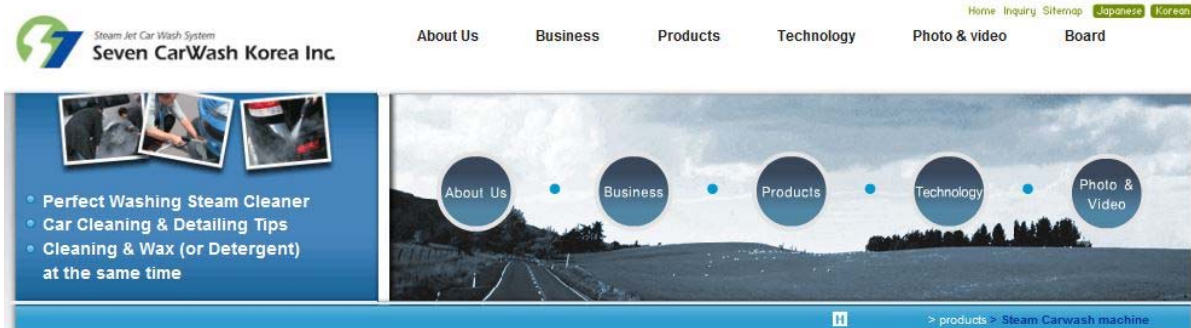 Home Inquiry Sitemap Japanese Korean
Steam Jet Car Wash System
Seven CarWash Korea Inc.
About Us Business Products Technology Photo & video Board
Perfect Washing Steam Cleaner
Car Cleaning & Detailing Tips
Cleaning & Wax (or Detergent)
at the same time
About Us
Business
Products
Technology
Photo &
Video
H > products > Steam Carwash machine